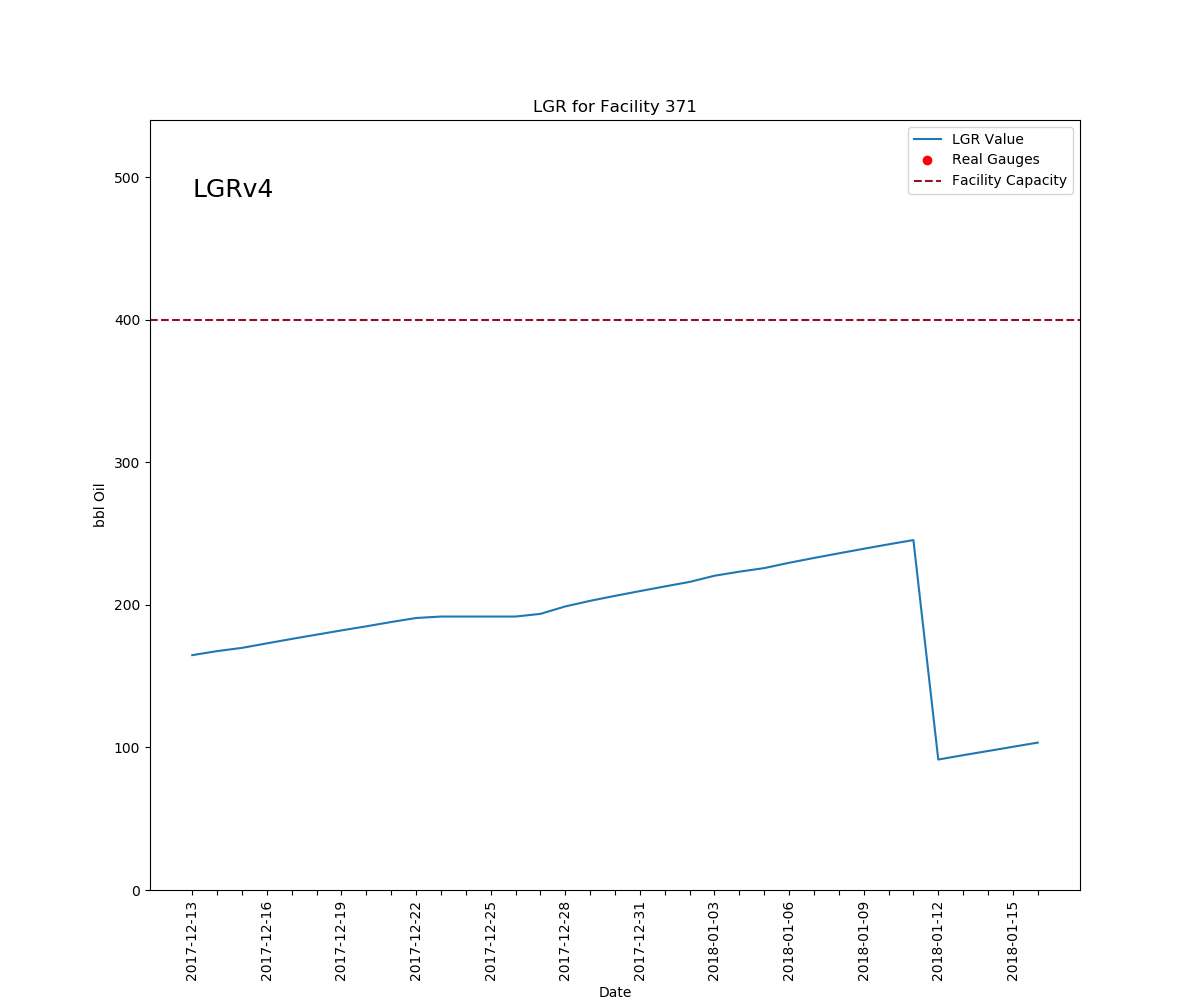 LGR for Facility 371
LGR Value
Real Gauges
Facility Capacity
LGRv4
500
400
300
200
100
0
bbl Oil
2017-12-13
2017-12-16
2017-12-19
2017-12-22
2017-12-25
2017-12-28
2017-12-31
2018-01-03
2018-01-06
2018-01-09
2018-01-12
2018-01-15
Date